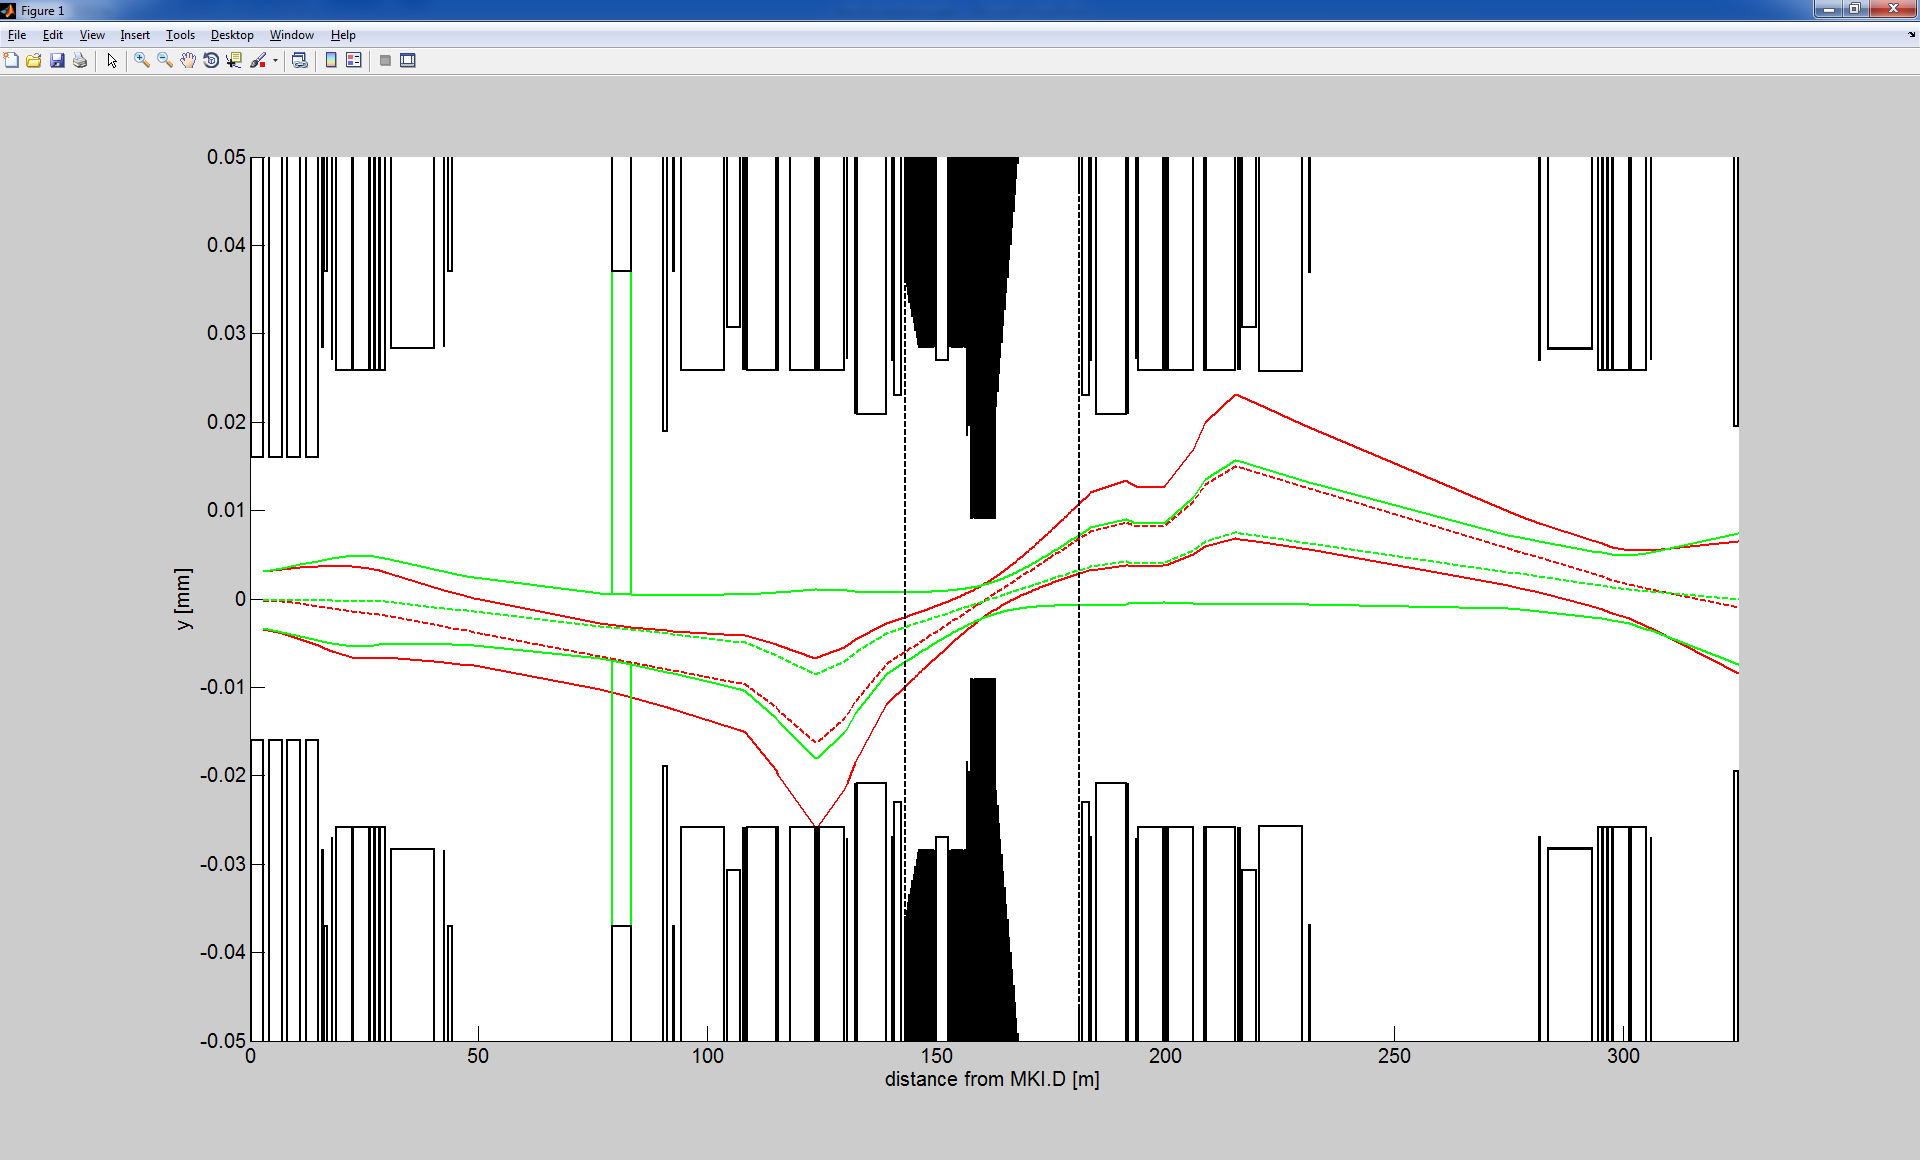 Figure 1
File Edit View Insert Tools Desktop Window Help
0.05
0.04
0.03
0.02
0.01
0
-0.01
-0.02
-0.03
-0.04
-0.05
y [mm]
0 50 100 150 200 250 300
distance from MKI.D [m]